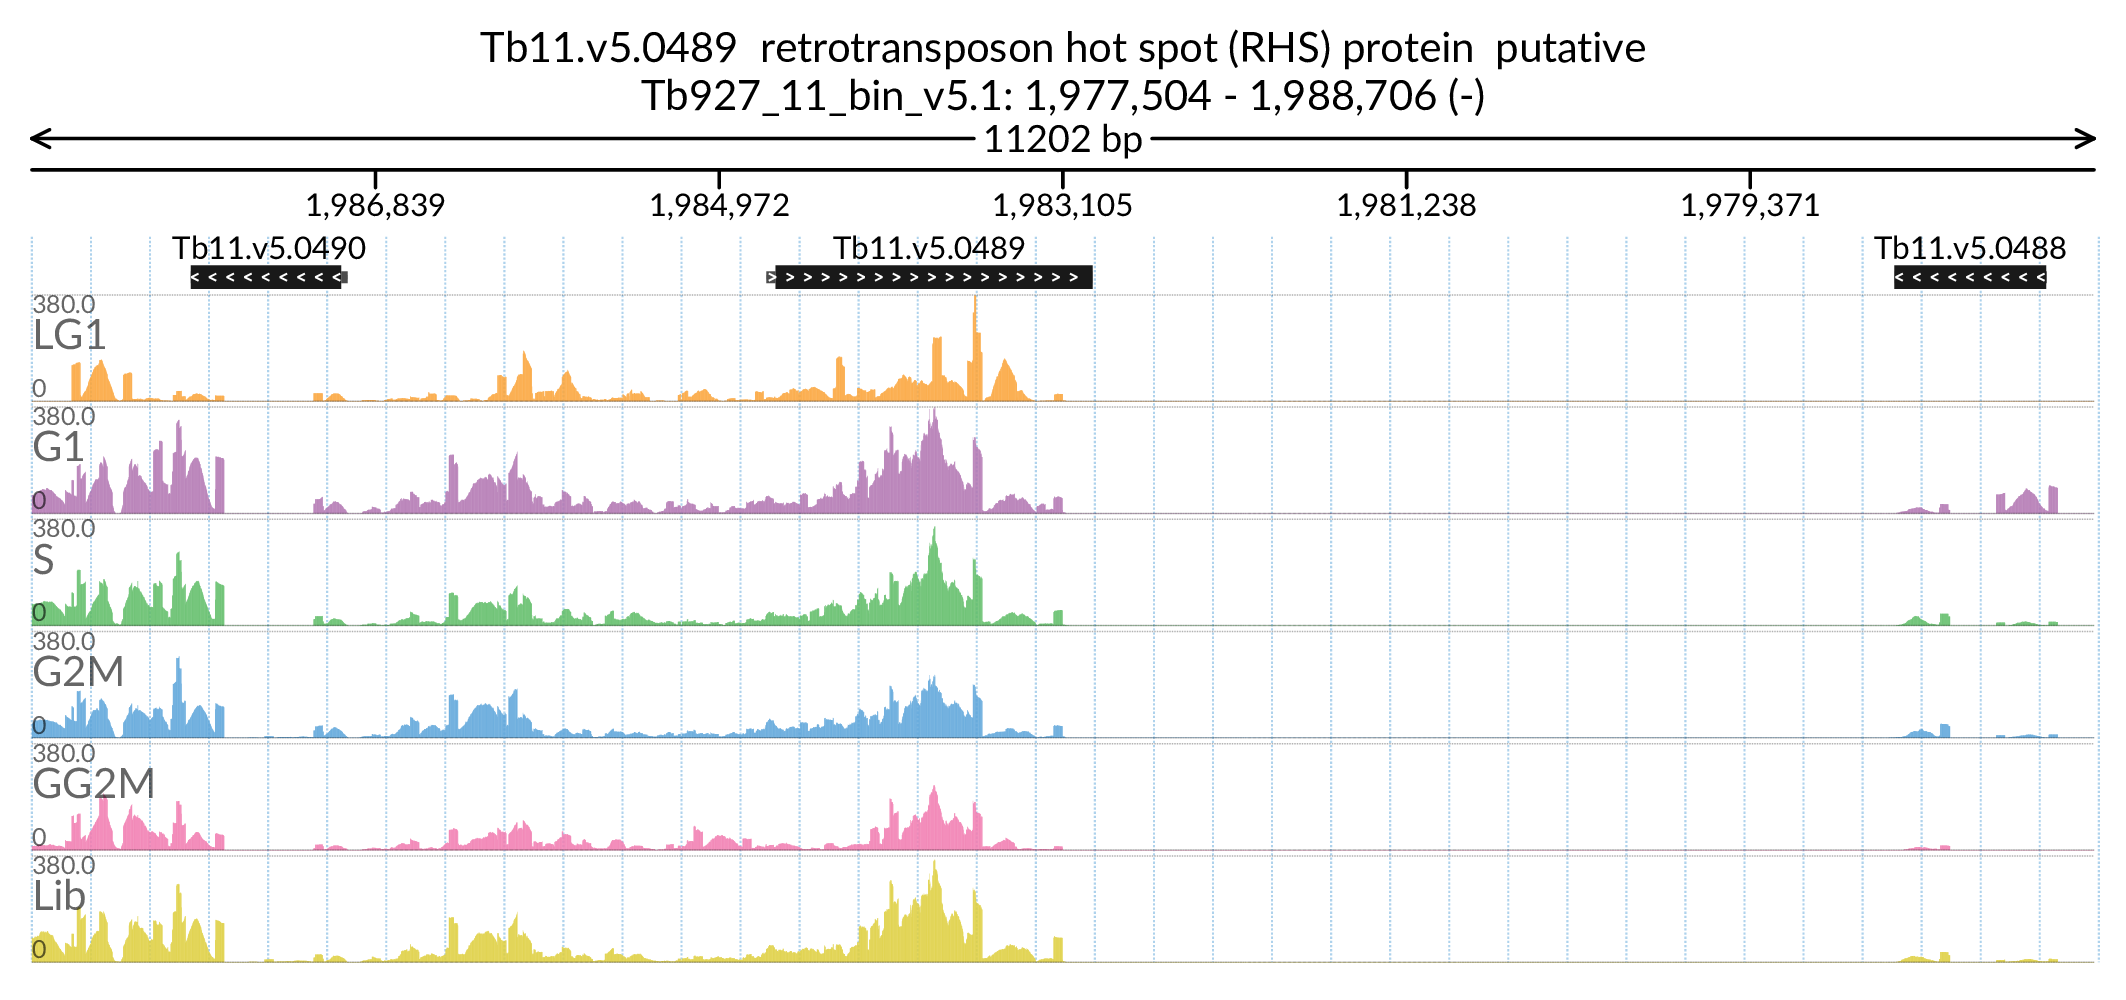 Tb11.v5.0489 retrotransposon hot spot (RHS) protein putative
Tb927_11_bin_v5.1: 1,977,504 - 1,988,706 (-)
11202 bp
1,986,839 1,984,972 1,983,105 1,981,238 1,979,371
Tb11.v5.0490 Tb11.v5.0489 Tb11.v5.0488
380.0
LG1
0
380.0
G1
0
380.0
S
0
380.0
G2M
0
380.0
GG2M
0
380.0
Lib
0